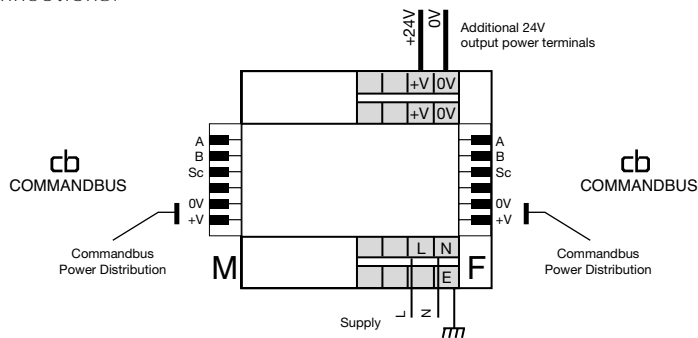 +24V
0V
Additional 24V
output power terminals
+V 0V
+V 0V
A
B
Sc
0V
+V
A
B
Sc
0V
+V
cb
COMMANDBUS
cb
COMMANDBUS
Commandbus
Power Distribution
Commandbus
Power Distribution
M
L N
F
E
Supply
L
N